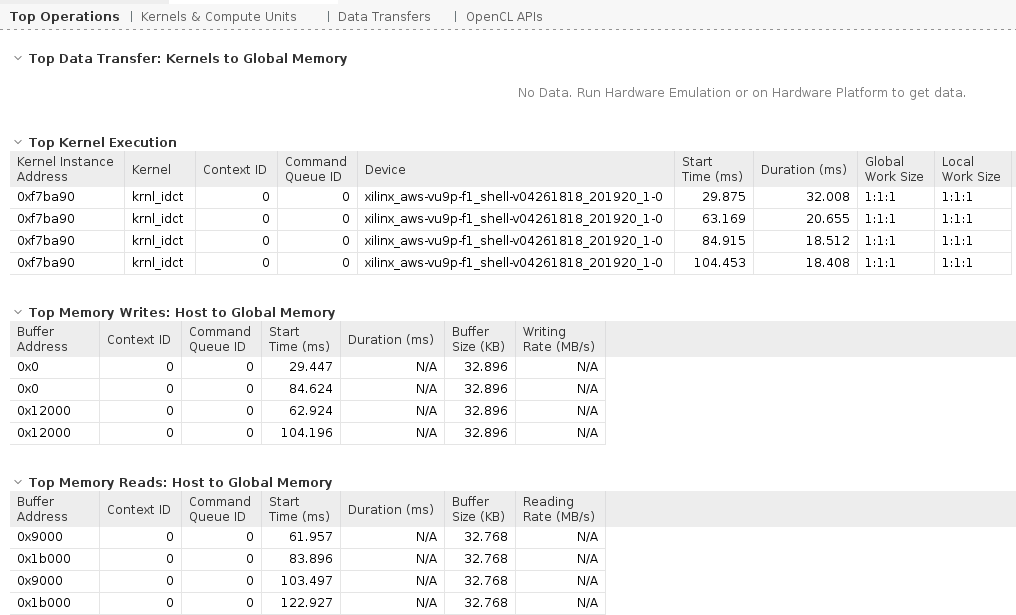 Top Operations | Kernels & Compute Units | Data Transfers | OpenCL APIs
Top Data Transfer: Kernels to Global Memory
No Data. Run Hardware Emulation or on Hardware Platform to get data.
Top Kernel Execution
Kernel Instance Address Kernel Context ID Command Queue ID Device Start Time (ms) Duration (ms) Global Work Size Local Work Size
0xf7ba90 krnl_idct 0 0 xilinx_aws-vu9p-f1_shell-v04261818_201920_1-0 29.875 32.008 1:1:1 1:1:1
0xf7ba90 krnl_idct 0 0 xilinx_aws-vu9p-f1_shell-v04261818_201920_1-0 63.169 20.655 1:1:1 1:1:1
0xf7ba90 krnl_idct 0 0 xilinx_aws-vu9p-f1_shell-v04261818_201920_1-0 84.915 18.512 1:1:1 1:1:1
0xf7ba90 krnl_idct 0 0 xilinx_aws-vu9p-f1_shell-v04261818_201920_1-0 104.453 18.408 1:1:1 1:1:1
Top Memory Writes: Host to Global Memory
Buffer Address Context ID Command Queue ID Start Time (ms) Duration (ms) Buffer Size (KB) Writing Rate (MB/s)
0x0 0 0 29.447 N/A 32.896 N/A
0x0 0 0 84.624 N/A 32.896 N/A
0x12000 0 0 62.924 N/A 32.896 N/A
0x12000 0 0 104.196 N/A 32.896 N/A
Top Memory Reads: Host to Global Memory
Buffer Address Context ID Command Queue ID Start Time (ms) Duration (ms) Buffer Size (KB) Reading Rate (MB/s)
0x9000 0 0 61.957 N/A 32.768 N/A
0x1b000 0 0 83.896 N/A 32.768 N/A
0x9000 0 0 103.497 N/A 32.768 N/A
0x1b000 0 0 122.927 N/A 32.768 N/A